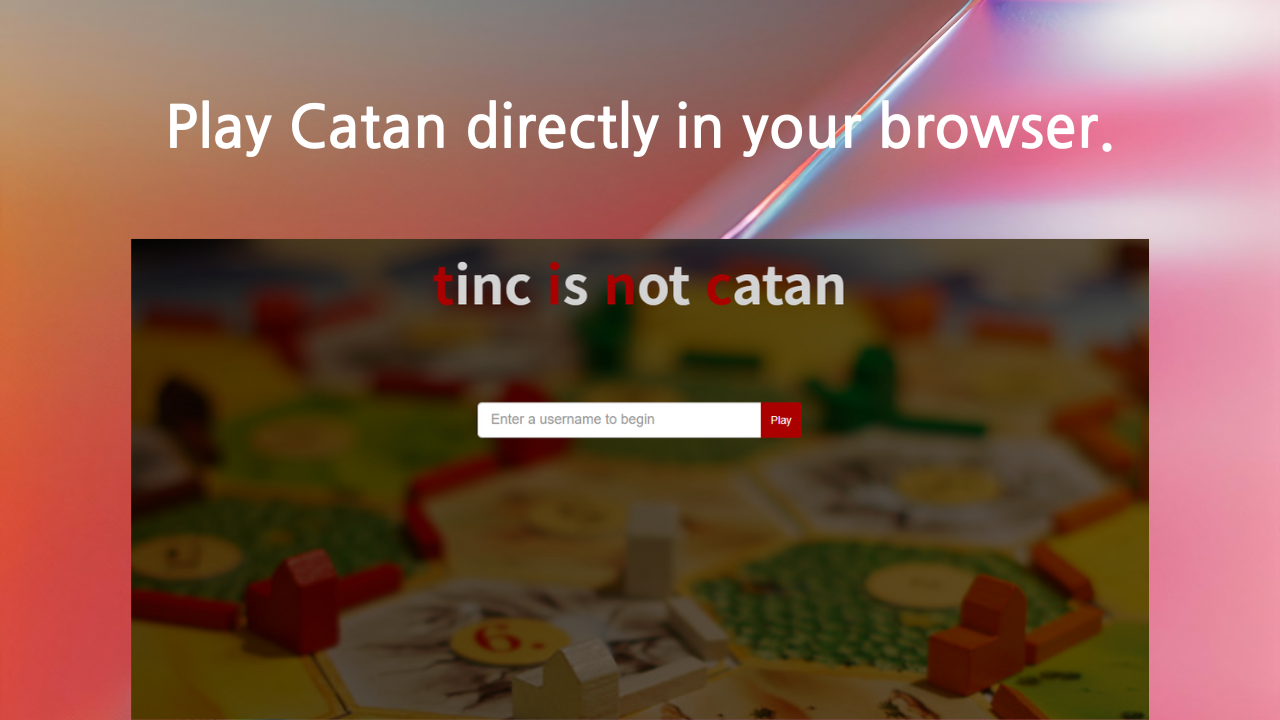 Play Catan directly in your browser.
tinc is not catan
Enter a username to begin
Play
6